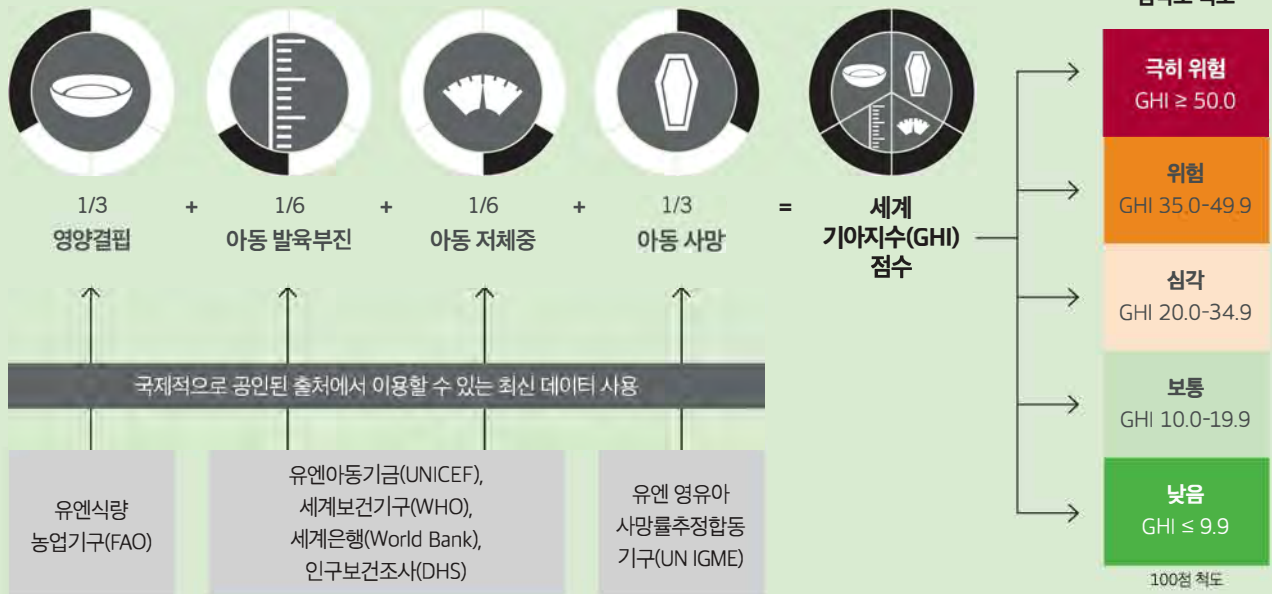 1/3
영양결핍
+
1/6
아동 발육부진
+
1/6
아동 저체중
+
1/3
아동 사망
=
세계
기아지수(GHI)
점수
국제적으로 공인된 출처에서 이용할 수 있는 최신 데이터 사용
유엔식량
농업기구(FAO)
유엔아동기금(UNICEF),
세계보건기구(WHO),
세계은행(World Bank),
인구보건조사(DHS)
유엔 영유아
사망률추정합동
기구(UN IGME)
극히 위험
GHI ≥ 50.0
위험
GHI 35.0-49.9
심각
GHI 20.0-34.9
보통
GHI 10.0-19.9
낮음
GHI ≤ 9.9
100점 척도